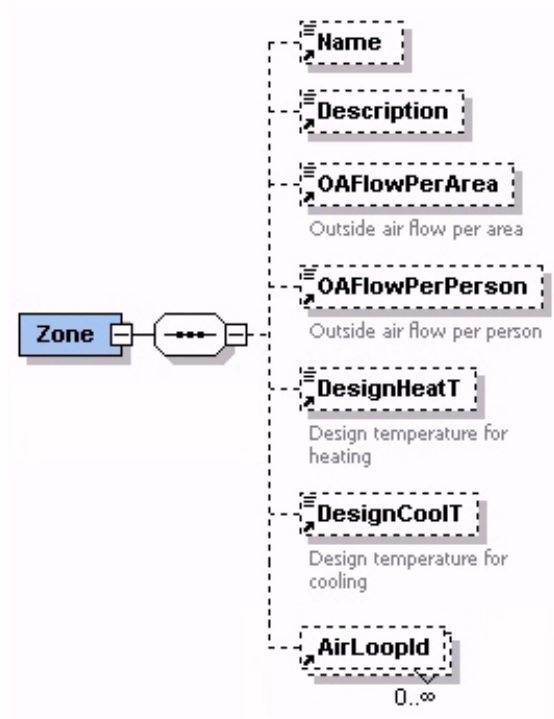 Name
Description
OAFlowPerArea
Outside air flow per area
OAFlowPerPerson
Outside air flow per person
Zone
DesignHeatT
Design temperature for
heating
DesignCoolT
Design temperature for
cooling
AirLoopId
0..∞